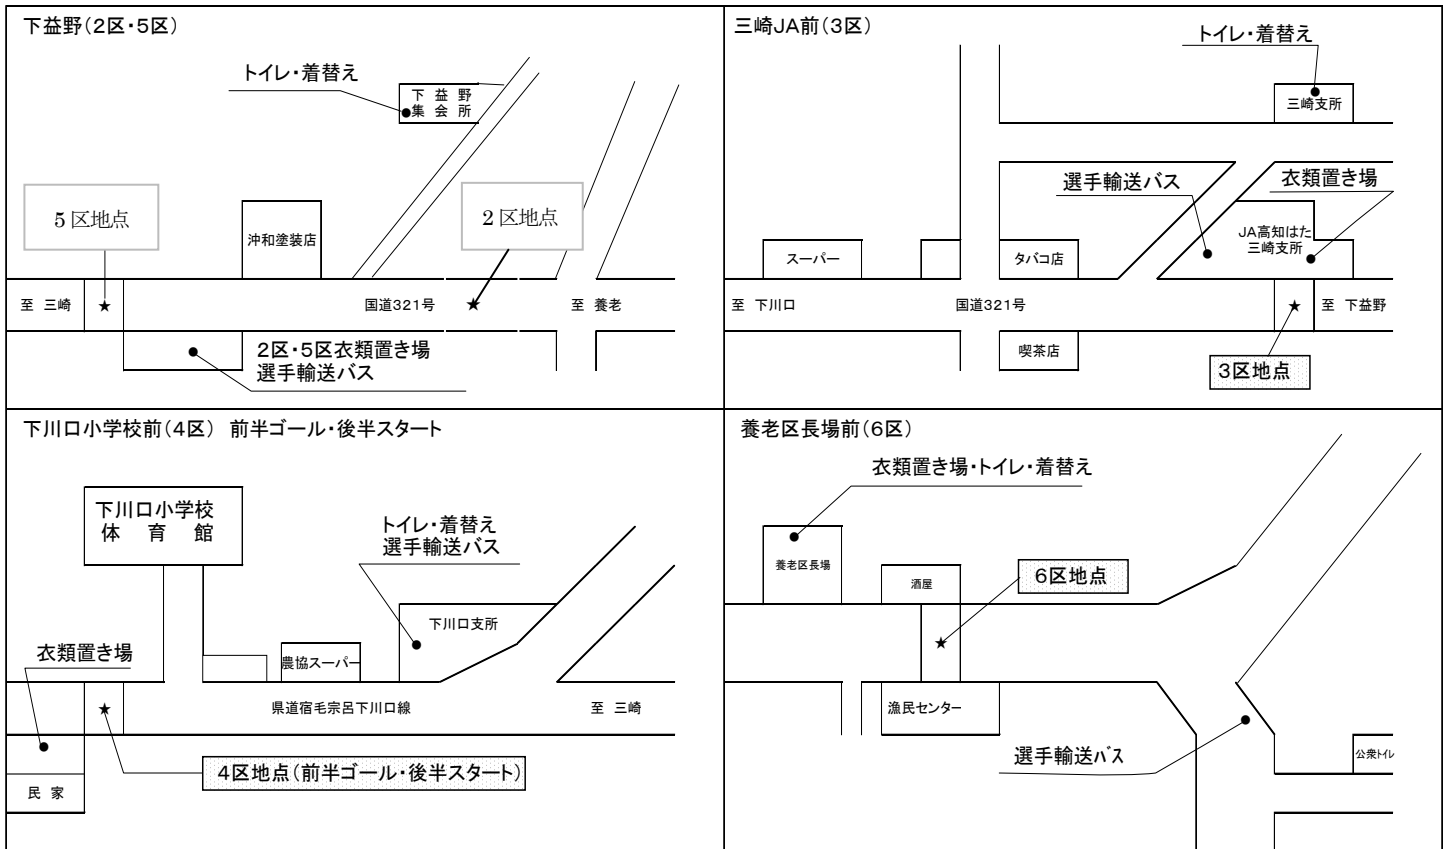 下益野(2区・5区)
トイレ・着替え
下益野
集会所
5区地点
2区地点
沖和塗装店
至 三崎
★
国道321号
★
至 養老
2区・5区衣類置き場
選手輸送バス
三崎JA前(3区)
トイレ・着替え
三崎支所
選手輸送バス
衣類置き場
JA高知はた
三崎支所
スーパー
タバコ店
至 下川口
国道321号
★
至 下益野
喫茶店
3区地点
下川口小学校前(4区) 前半ゴール・後半スタート
下川口小学校
体育館
トイレ・着替え
選手輸送バス
下川口支所
農協スーパー
衣類置き場
★
県道宿毛宗呂下川口線
至 三崎
4区地点(前半ゴール・後半スタート)
民家
養老区長場前(6区)
衣類置き場・トイレ・着替え
養老区長場
酒屋
6区地点
★
漁民センター
選手輸送バス
公衆トイレ